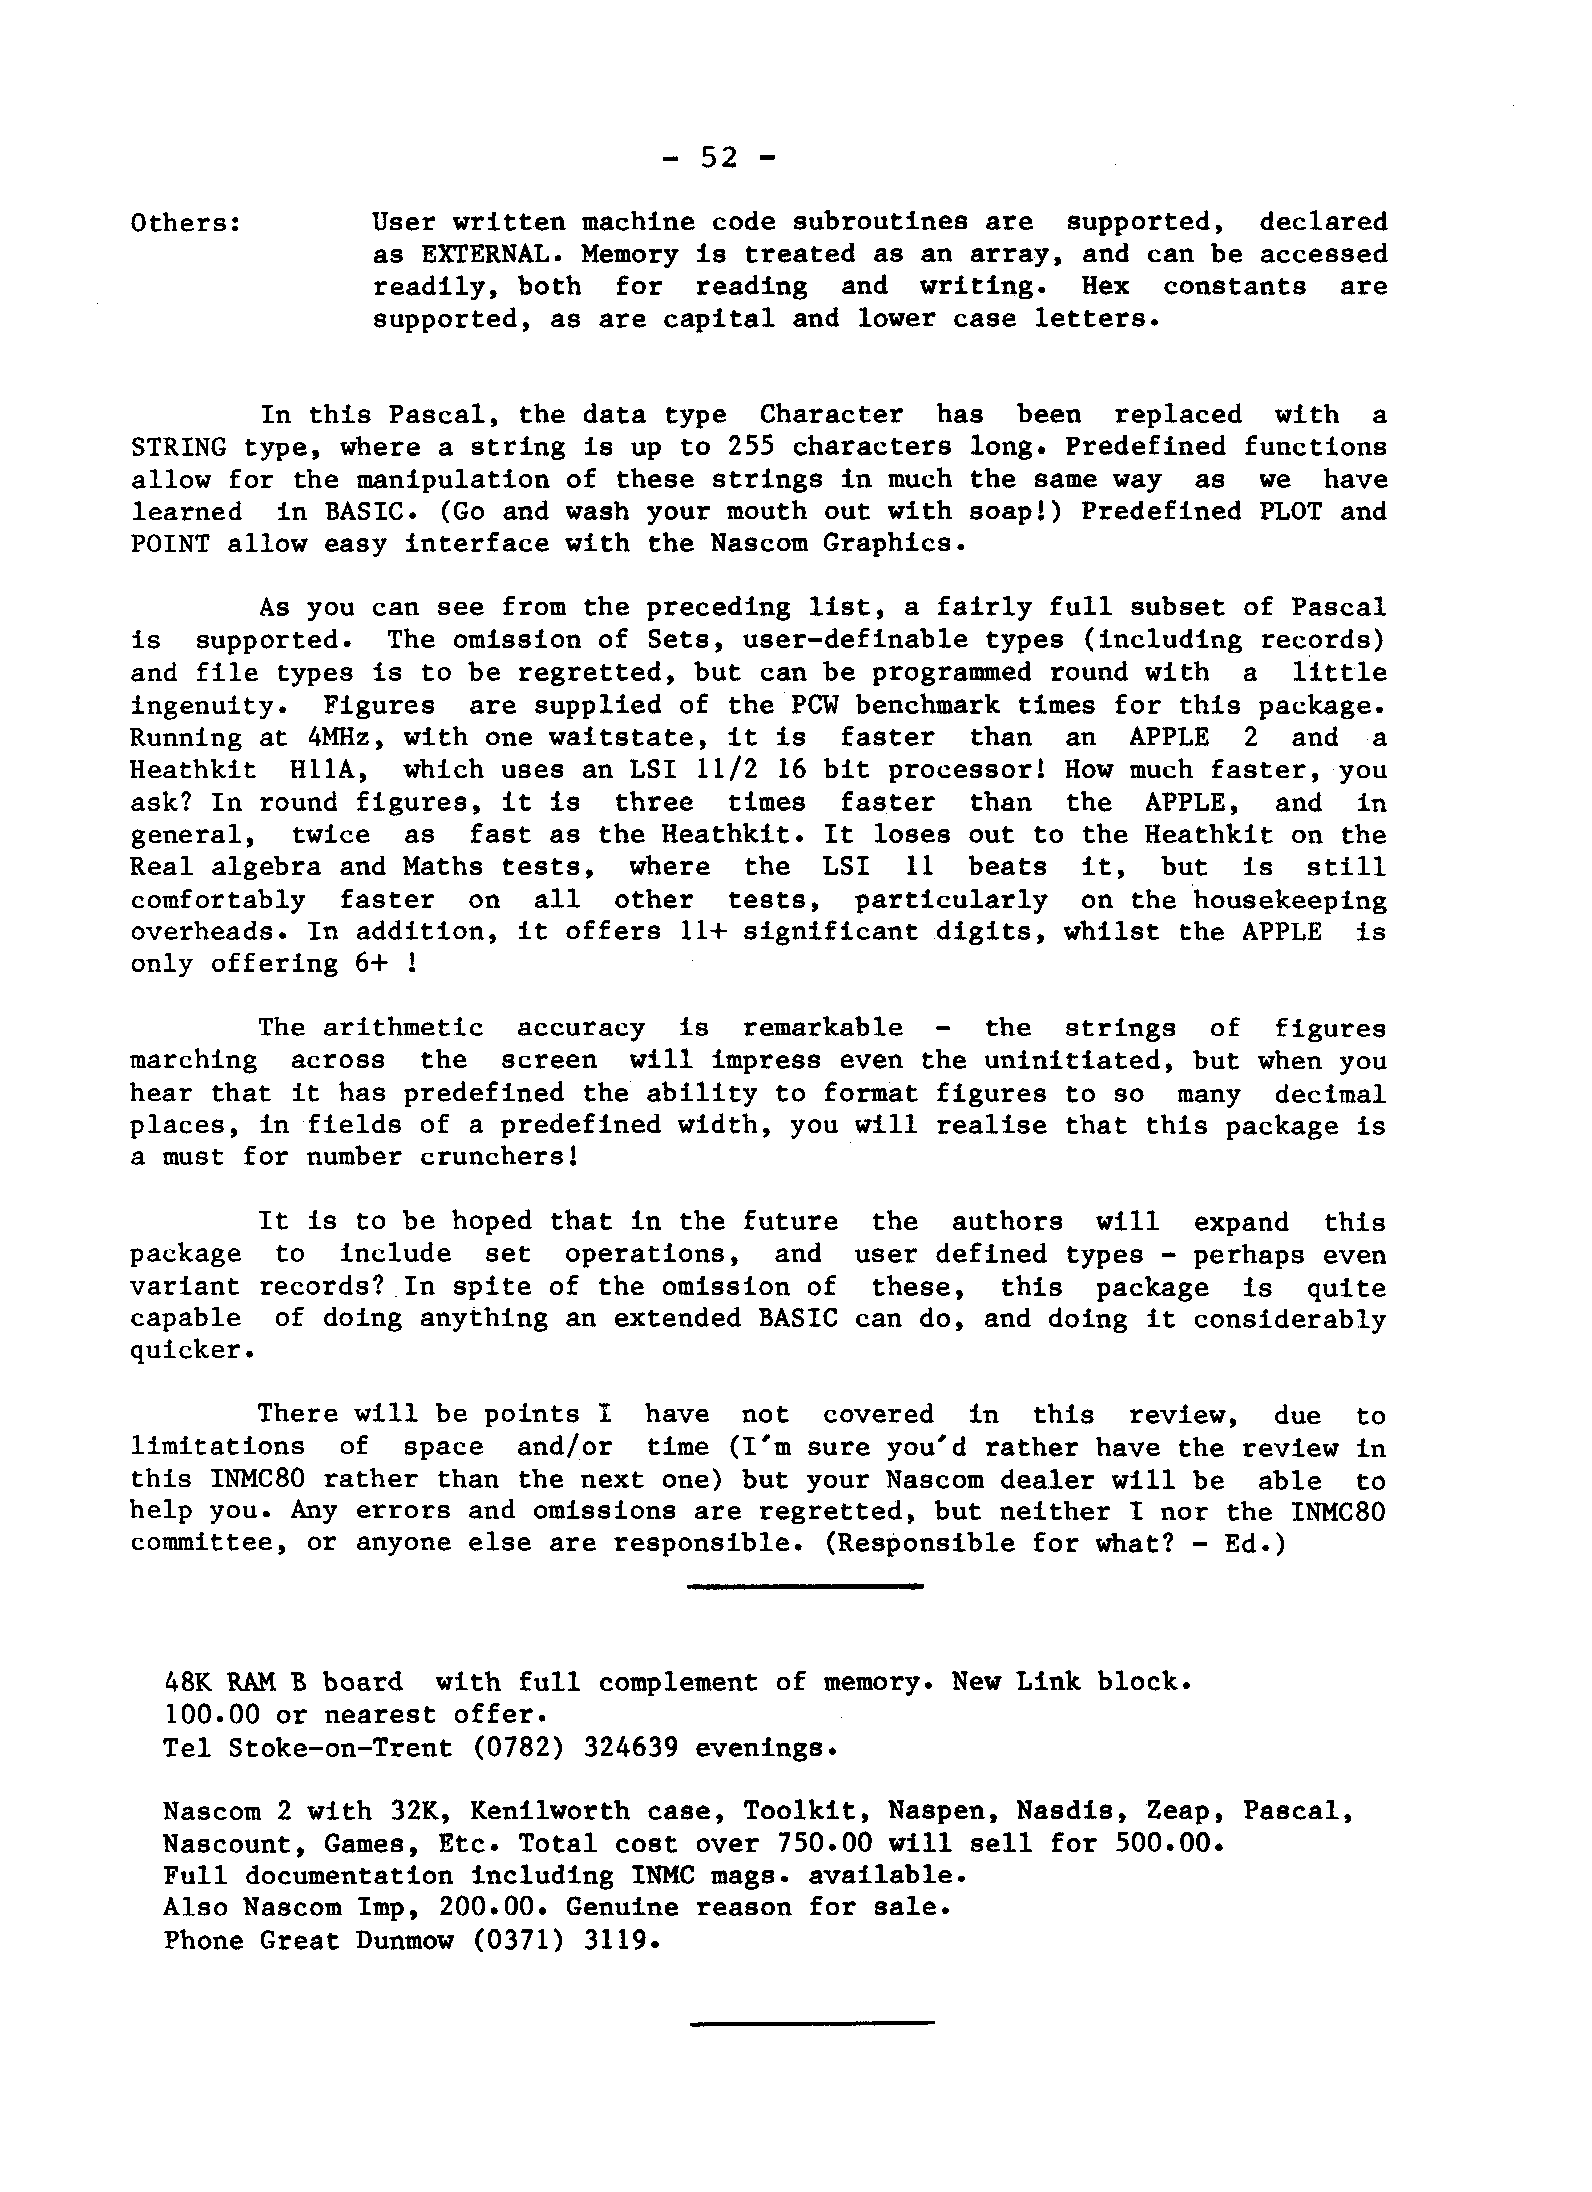 - 52 -
Others: User written machine code subroutines are supported, declared
as EXTERNAL. Memory is treated as an array, and can be accessed
readily, both for reading and writing. Hex constants are
supported, as are capital and lower case letters.
In this Pascal, the data type Character has been replaced with a
STRING type, where a string is up to 255 characters long. Predefined functions
allow for the manipulation of these strings in much the same way as we have
learned in BASIC. (Go and wash your mouth out with soap!) Predefined PLOT and
POINT allow easy interface with the Nascom Graphics.
As you can see from the preceding list, a fairly full subset of Pascal
is supported. The omission of Sets, user-definable types (including records)
and file types is to be regretted, but can be programmed round with a little
ingenuity. Figures are supplied of the PCW benchmark times for this package.
Running at 4MHz, with one waitstate, it is faster than an APPLE 2 and a
Heathkit H11A, which uses an LSI 11/2 16 bit processor! How much faster, you
ask? In round figures, it is three times faster than the APPLE, and in
general, twice as fast as the Heathkit. It loses out to the Heathkit on the
Real algebra and Maths tests, where the LSI 11 beats it, but is still
comfortably faster on all other tests, particularly on the housekeeping
overheads. In addition, it offers 11+ significant digits, whilst the APPLE is
only offering 6+ !
The arithmetic accuracy is remarkable - the strings of figures
marching across the screen will impress even the uninitiated, but when you
hear that it has predefined the ability to format figures to so many decimal
places, in fields of a predefined width, you will realise that this package is
a must for number crunchers!
It is to be hoped that in the future the authors will expand this
package to include set operations, and user defined types - perhaps even
variant records? In spite of the omission of these, this package is quite
capable of doing anything an extended BASIC can do, and doing it considerably
quicker.
There will be points I have not covered in this review, due to
limitations of space and/or time (I'm sure you'd rather have the review in
this INMC80 rather than the next one) but your Nascom dealer will be able to
help you. Any errors and omissions are regretted, but neither I nor the INMC80
committee, or anyone else are responsible. (Responsible for what? - Ed.)
48K RAM B board with full complement of memory. New Link block.
100.00 or nearest offer.
Tel Stoke-on-Trent (0782) 324639 evenings.
Nascom 2 with 32K, Kenilworth case, Toolkit, Naspen, Nasdis, Zeap, Pascal,
Nascount, Games, Etc. Total cost over 750.00 will sell for 500.00.
Full documentation including INMC mags. available.
Also Nascom Imp, 200.00. Genuine reason for sale.
Phone Great Dunmow (0371) 3119.